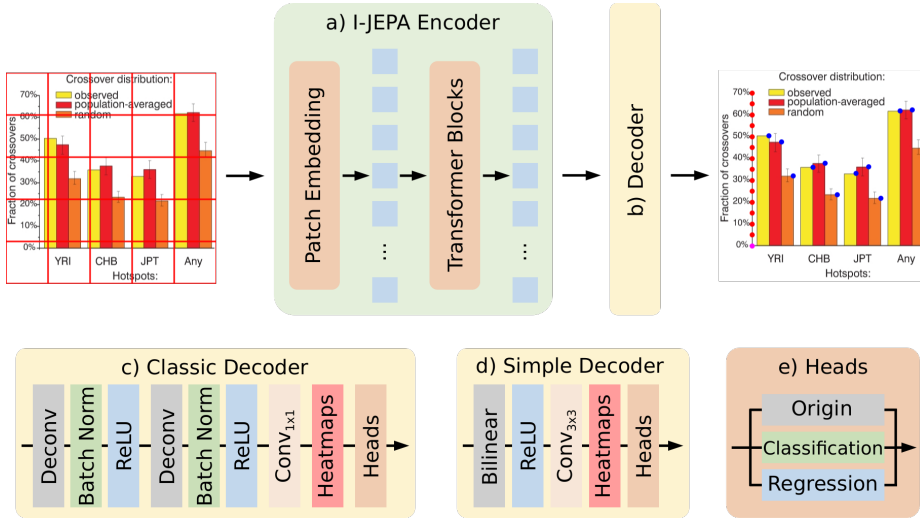 a) I-JEPA Encoder
Patch Embedding
...
Transformer Blocks
...
b) Decoder
Crossover distribution:
observed
population-averaged
random
Fraction of crossovers
70%
60%
50%
40%
30%
20%
10%
0%
YRI CHB JPT Any
Hotspots:
Crossover distribution:
observed
population-averaged
random
Fraction of crossovers
70%
60%
50%
40%
30%
20%
10%
0%
YRI CHB JPT Any
Hotspots:
c) Classic Decoder
Deconv
Batch Norm
ReLU
Deconv
Batch Norm
ReLU
Conv1x1
Heatmaps
Heads
d) Simple Decoder
Bilinear
ReLU
Conv3x3
Heatmaps
Heads
e) Heads
Origin
Classification
Regression